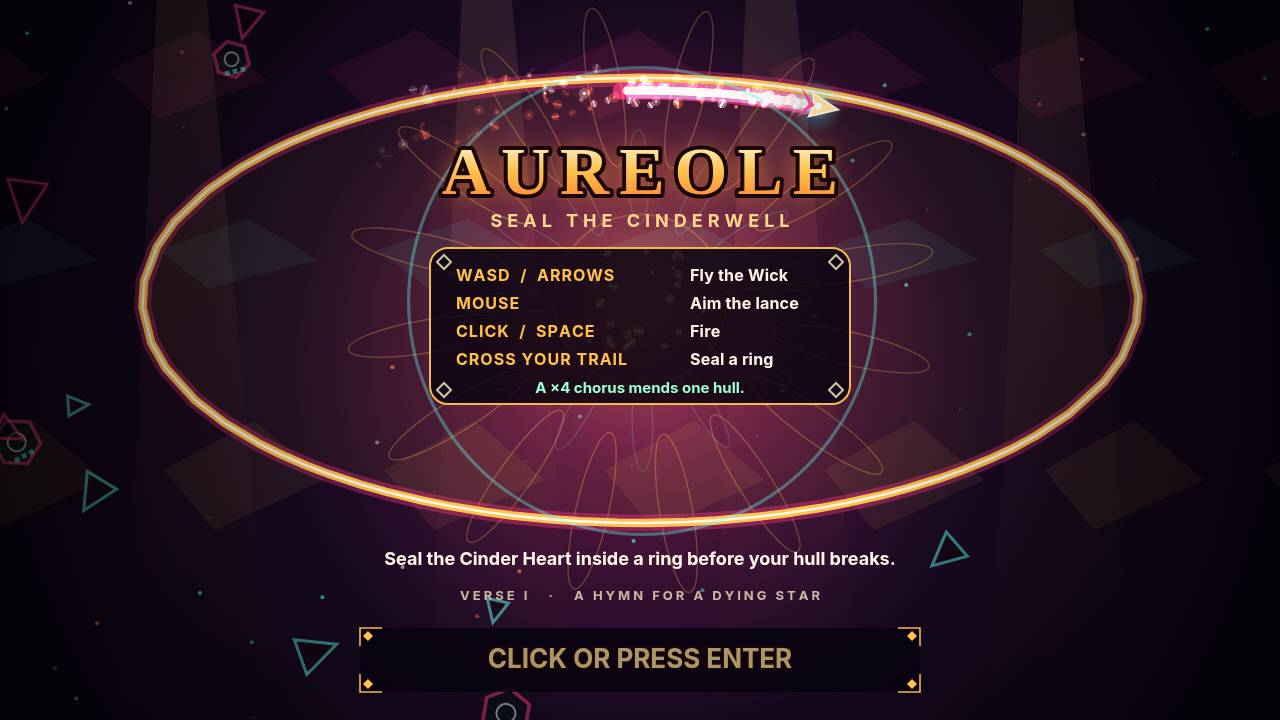 AUREOLE
SEAL THE CINDERWELL
WASD / ARROWS Fly the Wick
MOUSE Aim the lance
CLICK / SPACE Fire
CROSS YOUR TRAIL Seal a ring
A ×4 chorus mends one hull.
Seal the Cinder Heart inside a ring before your hull breaks.
VERSE I · A HYMN FOR A DYING STAR
CLICK OR PRESS ENTER